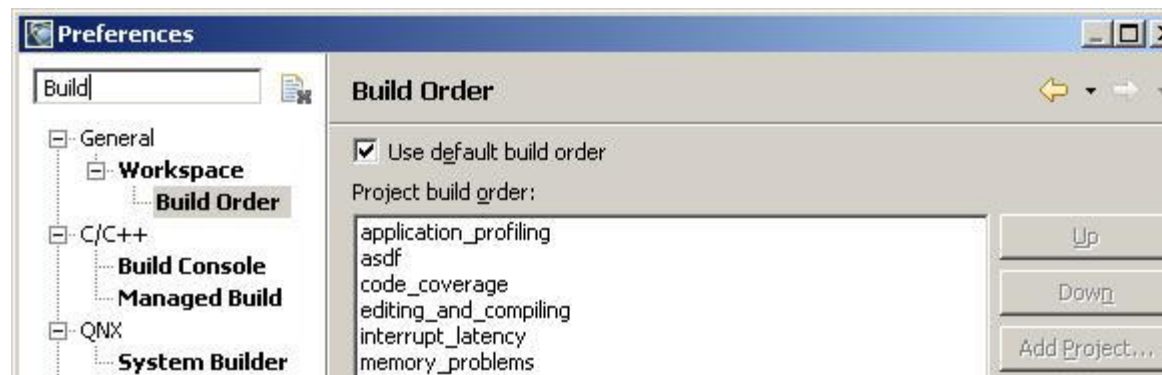 Preferences
Build
General
Workspace
Build Order
C/C++
Build Console
Managed Build
QNX
System Builder
Build Order
Use default build order
Project build order:
application_profiling
asdf
code_coverage
editing_and_compiling
interrupt_latency
memory_problems
Up
Down
Add Project...